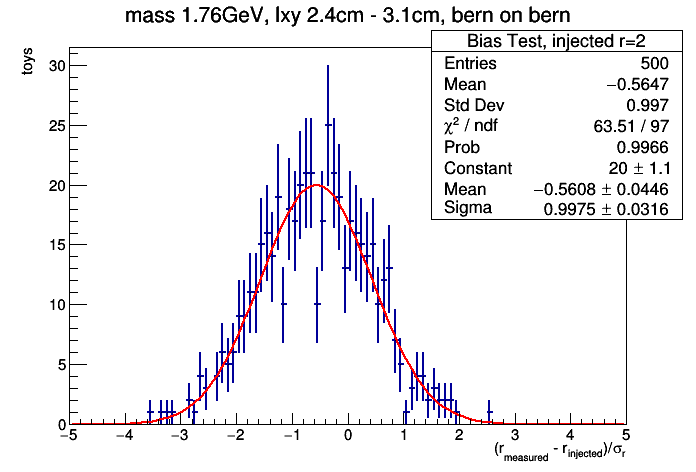 mass 1.76GeV, lxy 2.4cm - 3.1cm, bern on bern
toys
Bias Test, injected r=2
Entries 500
Mean −0.5647
Std Dev 0.997
χ² / ndf 63.51 / 97
Prob 0.9966
Constant 20 ± 1.1
Mean −0.5608 ± 0.0446
Sigma 0.9975 ± 0.0316
30
25
20
15
10
5
0
−5 −4 −3 −2 −1 0 1 2 3 4 5
(r_measured - r_injected)/σ_r